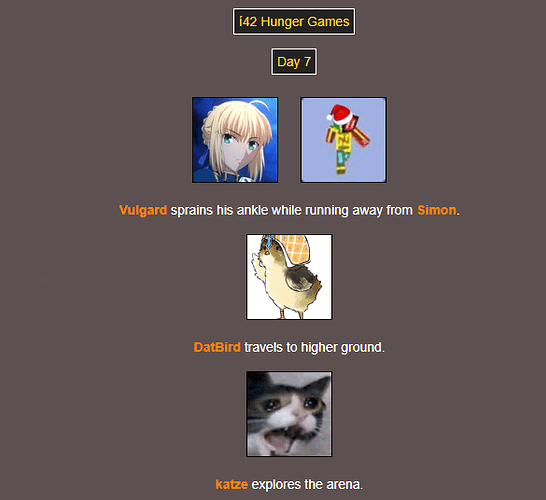 í42 Hunger Games
Day 7
Vulgard sprains his ankle while running away from Simon.
DatBird travels to higher ground.
katze explores the arena.